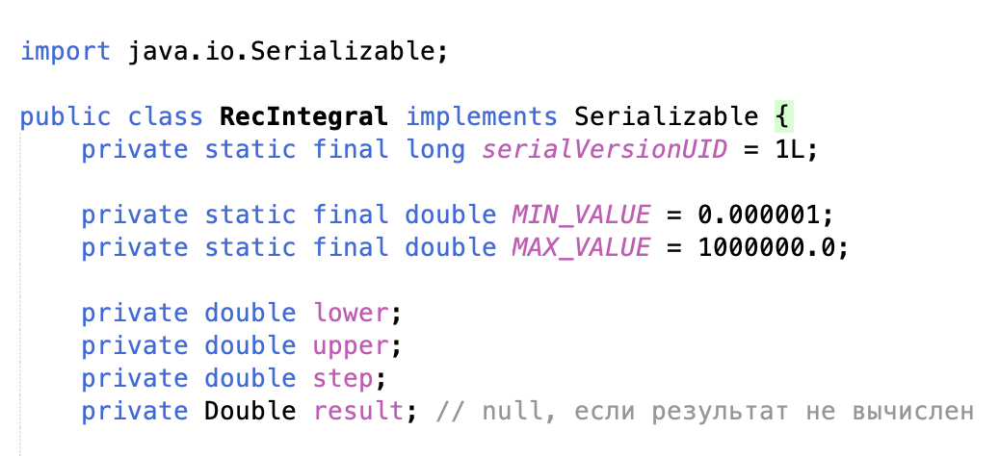 import java.io.Serializable;
public class RecIntegral implements Serializable {
private static final long serialVersionUID = 1L;
private static final double MIN_VALUE = 0.000001;
private static final double MAX_VALUE = 1000000.0;
private double lower;
private double upper;
private double step;
private Double result; // null, если результат не вычислен